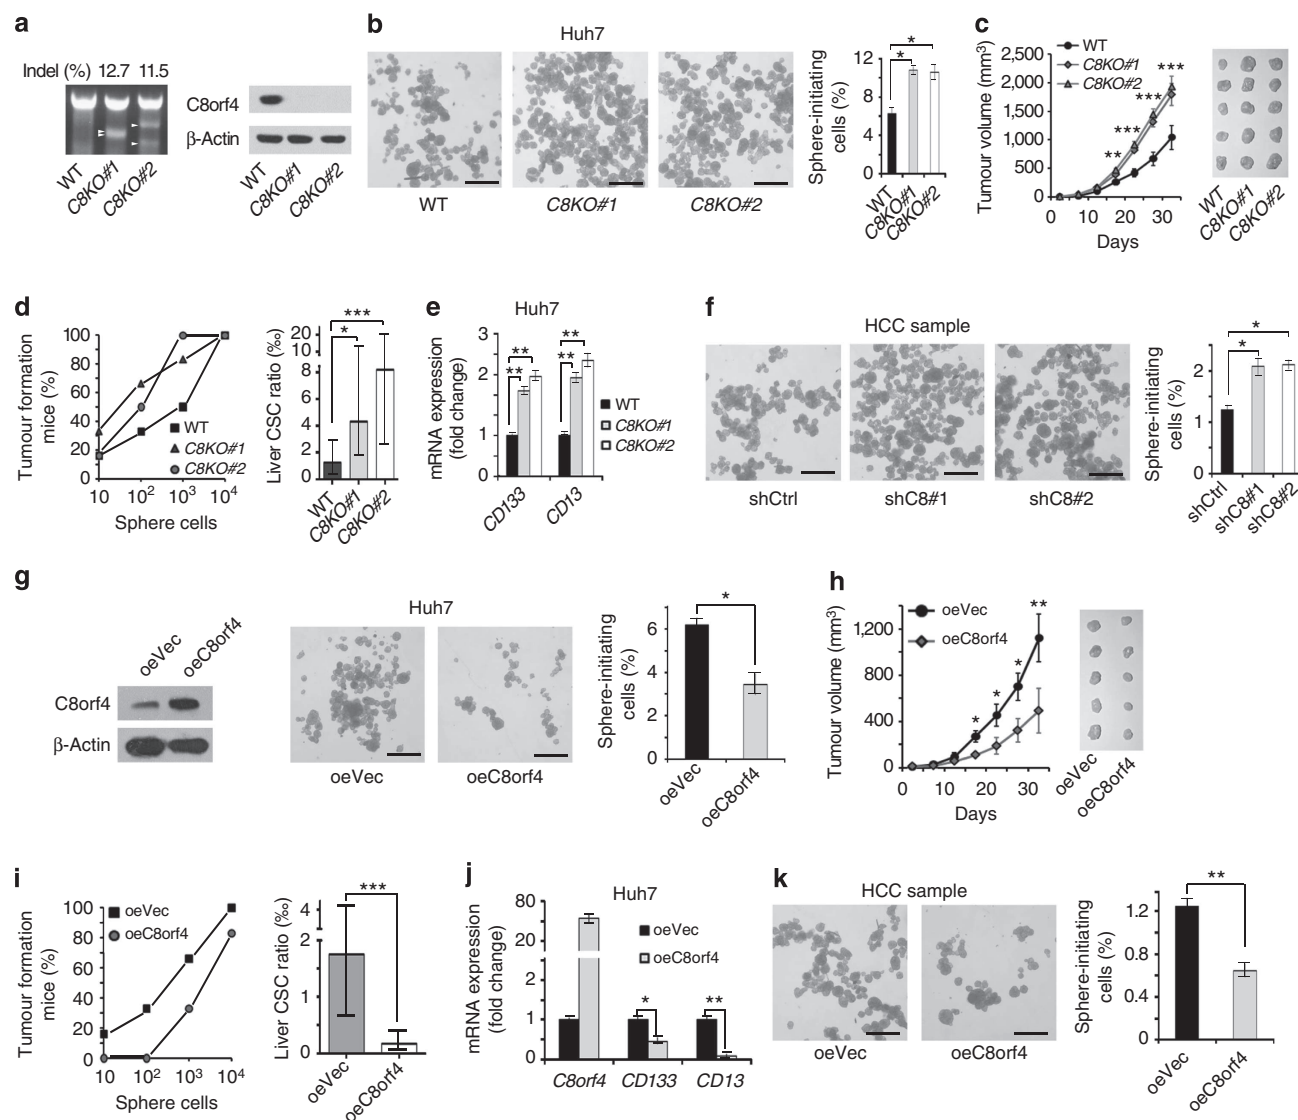 a
Indel (%) 12.7 11.5
WT
C8KO#1
C8KO#2
C8orf4
β-Actin
WT
C8KO#1
C8KO#2
b
Huh7
WT
C8KO#1
C8KO#2
Sphere-initiating
cells (%)
12
8
4
0
*
*
WT
C8KO#1
C8KO#2
c
Tumour volume (mm³)
2,500
2,000
1,500
1,000
500
0
WT
C8KO#1
C8KO#2
**
***
***
***
0 10 20 30
Days
WT
C8KO#1
C8KO#2
d
Tumour formation
mice (%)
100
80
60
40
20
0
WT
C8KO#1
C8KO#2
10 10² 10³ 10⁴
Sphere cells
Liver CSC ratio (‰)
20
10
8
6
4
2
0
***
*
WT
C8KO#1
C8KO#2
e
Huh7
mRNA expression
(fold change)
3
2
1
0
**
**
**
**
WT
C8KO#1
C8KO#2
CD133
CD13
f
HCC sample
shCtrl
shC8#1
shC8#2
Sphere-initiating
cells (%)
2
1
0
*
*
shCtrl
shC8#1
shC8#2
g
oeVec
oeC8orf4
C8orf4
β-Actin
Huh7
oeVec
oeC8orf4
Sphere-initiating
cells (%)
6
4
2
0
*
oeVec
oeC8orf4
h
Tumour volume (mm³)
1,200
800
400
0
oeVec
oeC8orf4
*
*
*
**
0 10 20 30
Days
oeVec
oeC8orf4
i
Tumour formation
mice (%)
100
80
60
40
20
0
oeVec
oeC8orf4
10 10² 10³ 10⁴
Sphere cells
Liver CSC ratio (‰)
4
2
1
0
***
oeVec
oeC8orf4
j
Huh7
mRNA expression
(fold change)
80
20
2
1
0
oeVec
oeC8orf4
*
**
C8orf4 CD133 CD13
k
HCC sample
oeVec
oeC8orf4
Sphere-initiating
cells (%)
1.2
0.8
0.4
0
**
oeVec
oeC8orf4